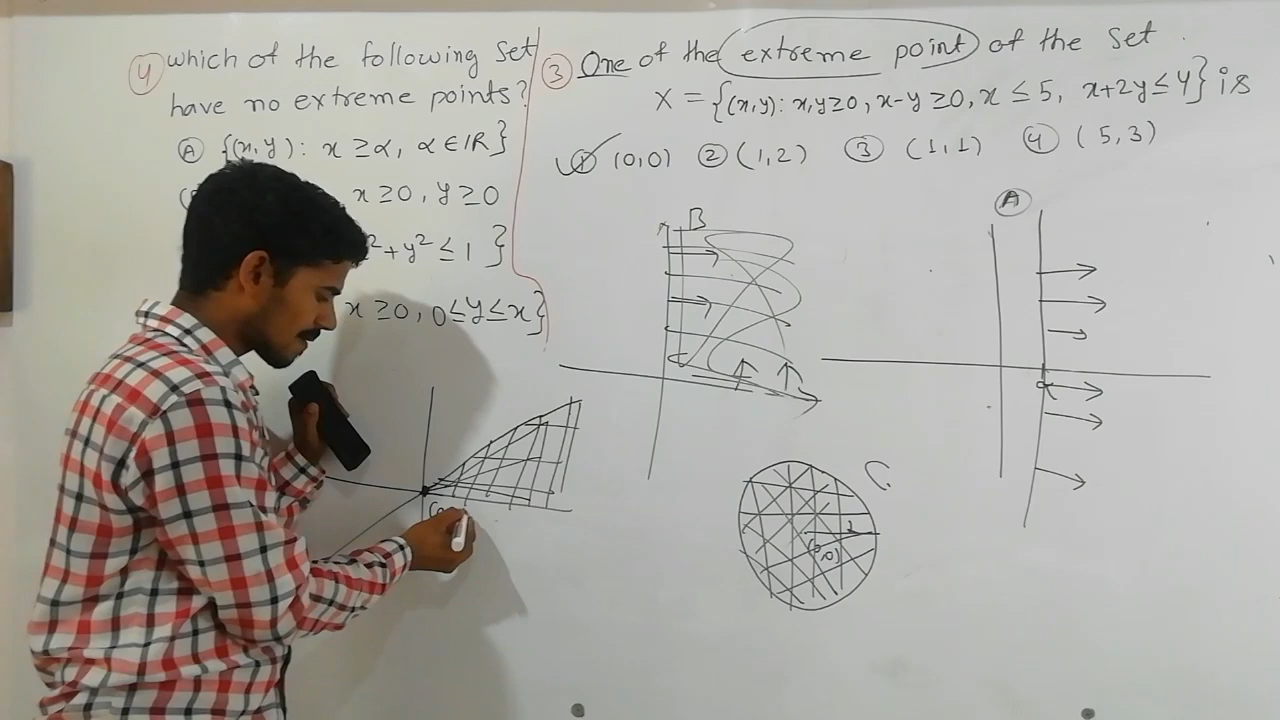 ④ which of the following set
have no extreme points?
Ⓐ {(x,y): x ≥ α, α ∈ IR}
x ≥ 0, y ≥ 0
² + y² ≤ 1 }
x ≥ 0, 0 ≤ y ≤ x}
③ One of the extreme point of the set.
X = {(x,y): x,y ≥ 0, x-y ≥ 0, x ≤ 5, x+2y ≤ 4} is
① (0,0) ② (1,2) ③ (1,1) ④ (5,3)
B
Ⓐ
α
C
(0,0)